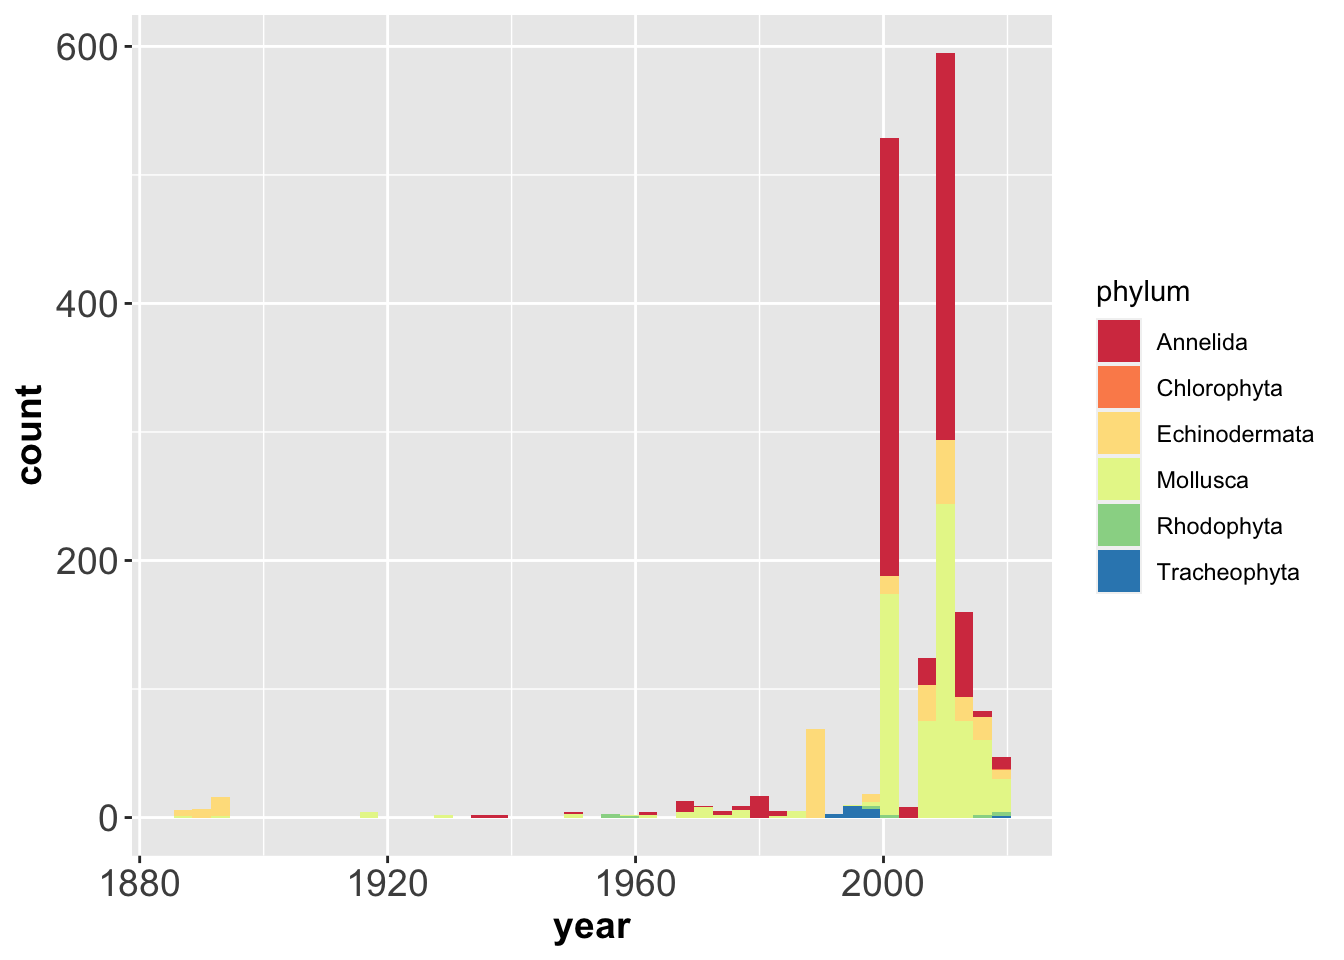 600
400
200
0
count
1880 1920 1960 2000
year
phylum
Annelida
Chlorophyta
Echinodermata
Mollusca
Rhodophyta
Tracheophyta